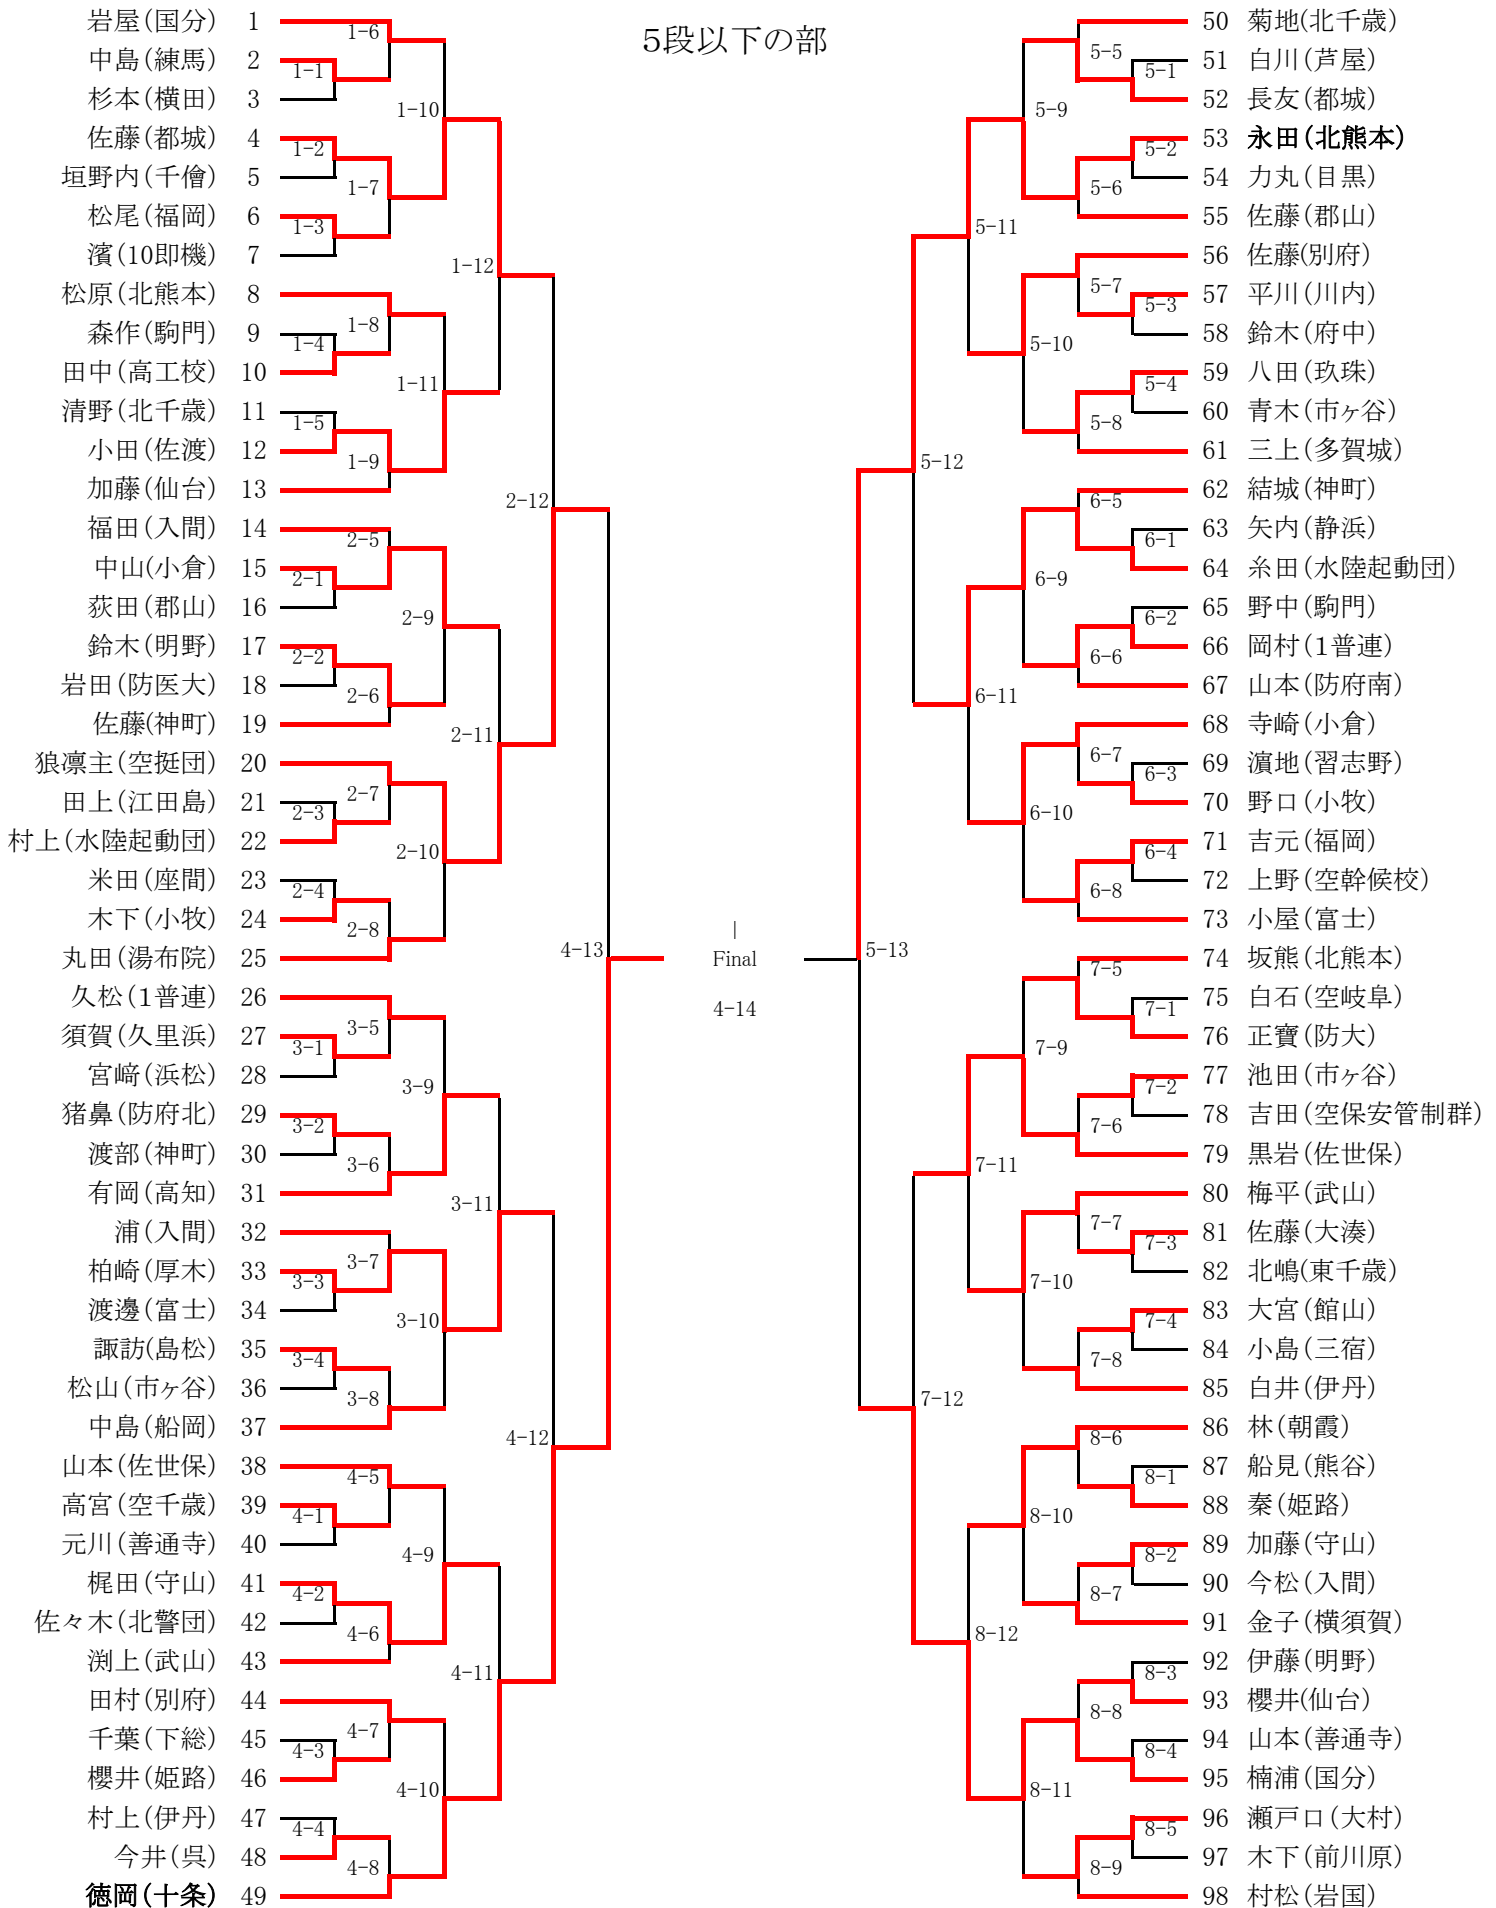 5段以下の部
岩屋(国分) 1
中島(練馬) 2
杉本(横田) 3
佐藤(都城) 4
垣野内(千僧) 5
松尾(福岡) 6
濱(10即機) 7
松原(北熊本) 8
森作(駒門) 9
田中(高工校) 10
清野(北千歳) 11
小田(佐渡) 12
加藤(仙台) 13
福田(入間) 14
中山(小倉) 15
荻田(郡山) 16
鈴木(明野) 17
岩田(防医大) 18
佐藤(神町) 19
狼凛主(空挺団) 20
田上(江田島) 21
村上(水陸起動団) 22
米田(座間) 23
木下(小牧) 24
丸田(湯布院) 25
久松(1普連) 26
須賀(久里浜) 27
宮﨑(浜松) 28
猪鼻(防府北) 29
渡部(神町) 30
有岡(高知) 31
浦(入間) 32
柏崎(厚木) 33
渡邊(富士) 34
諏訪(島松) 35
松山(市ヶ谷) 36
中島(船岡) 37
山本(佐世保) 38
高宮(空千歳) 39
元川(善通寺) 40
梶田(守山) 41
佐々木(北警団) 42
渕上(武山) 43
田村(別府) 44
千葉(下総) 45
櫻井(姫路) 46
村上(伊丹) 47
今井(呉) 48
徳岡(十条) 49
1-6
1-1
1-10
1-2
1-7
1-3
1-12
1-8
1-4
1-11
1-5
1-9
2-12
2-5
2-1
2-9
2-2
2-6
2-11
2-7
2-3
2-10
2-4
2-8
4-13
3-5
3-1
3-9
3-2
3-6
3-11
3-7
3-3
3-10
3-4
3-8
4-12
4-5
4-1
4-9
4-2
4-6
4-11
4-7
4-3
4-10
4-4
4-8
|
Final
4-14
5-5
5-1
5-9
5-2
5-6
5-11
5-7
5-3
5-10
5-4
5-8
5-12
6-5
6-1
6-9
6-2
6-6
6-11
6-7
6-3
6-10
6-4
6-8
5-13
7-5
7-1
7-9
7-2
7-6
7-11
7-7
7-3
7-10
7-4
7-8
7-12
8-6
8-1
8-10
8-2
8-7
8-12
8-3
8-8
8-4
8-11
8-5
8-9
50 菊地(北千歳)
51 白川(芦屋)
52 長友(都城)
53 永田(北熊本)
54 力丸(目黒)
55 佐藤(郡山)
56 佐藤(別府)
57 平川(川内)
58 鈴木(府中)
59 八田(玖珠)
60 青木(市ヶ谷)
61 三上(多賀城)
62 結城(神町)
63 矢内(静浜)
64 糸田(水陸起動団)
65 野中(駒門)
66 岡村(1普連)
67 山本(防府南)
68 寺崎(小倉)
69 濵地(習志野)
70 野口(小牧)
71 吉元(福岡)
72 上野(空幹候校)
73 小屋(富士)
74 坂熊(北熊本)
75 白石(空岐阜)
76 正寶(防大)
77 池田(市ヶ谷)
78 吉田(空保安管制群)
79 黒岩(佐世保)
80 梅平(武山)
81 佐藤(大湊)
82 北嶋(東千歳)
83 大宮(館山)
84 小島(三宿)
85 白井(伊丹)
86 林(朝霞)
87 船見(熊谷)
88 秦(姫路)
89 加藤(守山)
90 今松(入間)
91 金子(横須賀)
92 伊藤(明野)
93 櫻井(仙台)
94 山本(善通寺)
95 楠浦(国分)
96 瀬戸口(大村)
97 木下(前川原)
98 村松(岩国)